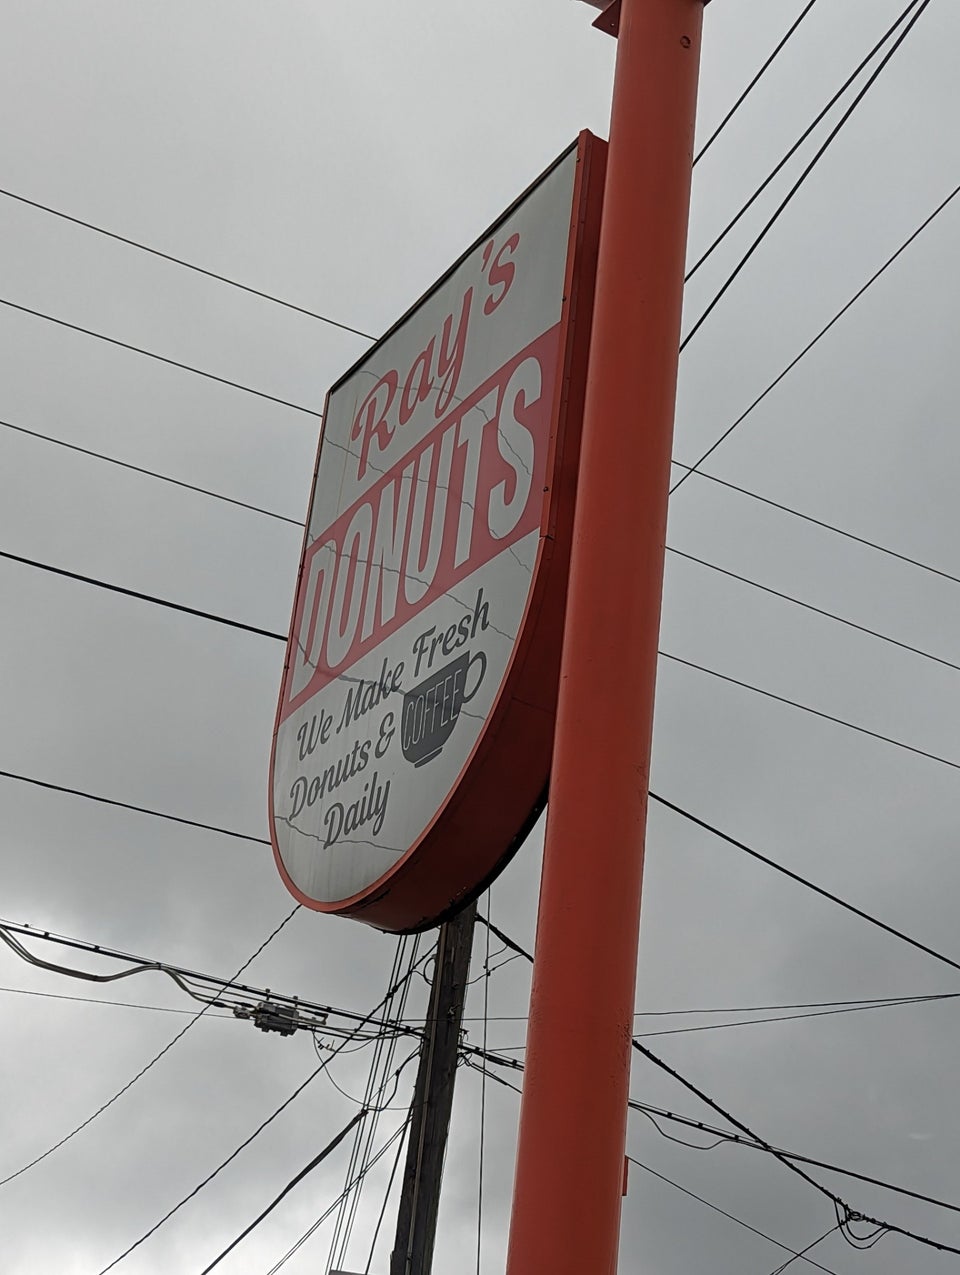 Ray's
DONUTS
We Make Fresh
Donuts & COFFEE
Daily